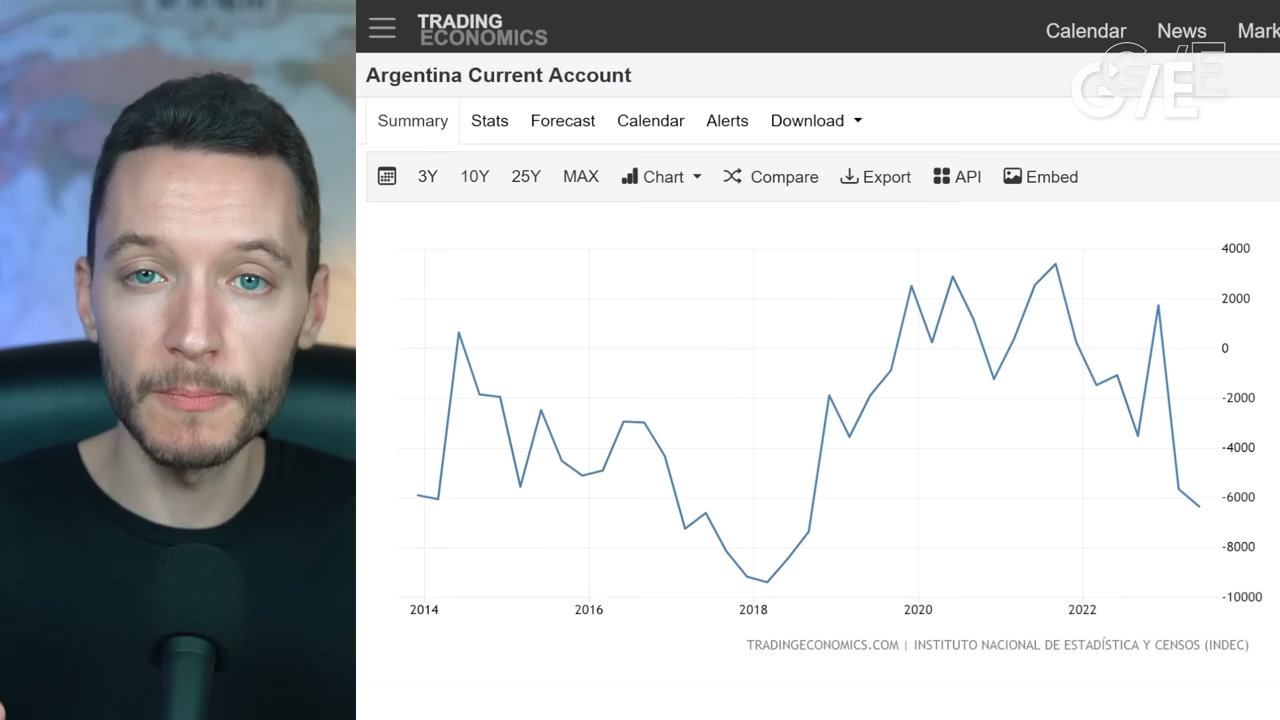 TRADING
ECONOMICS
Calendar News Mark
Argentina Current Account
G/E
Summary Stats Forecast Calendar Alerts Download
3Y 10Y 25Y MAX Chart Compare Export API Embed
4000
2000
0
-2000
-4000
-6000
-8000
-10000
2014 2016 2018 2020 2022
TRADINGECONOMICS.COM | INSTITUTO NACIONAL DE ESTADÍSTICA Y CENSOS (INDEC)